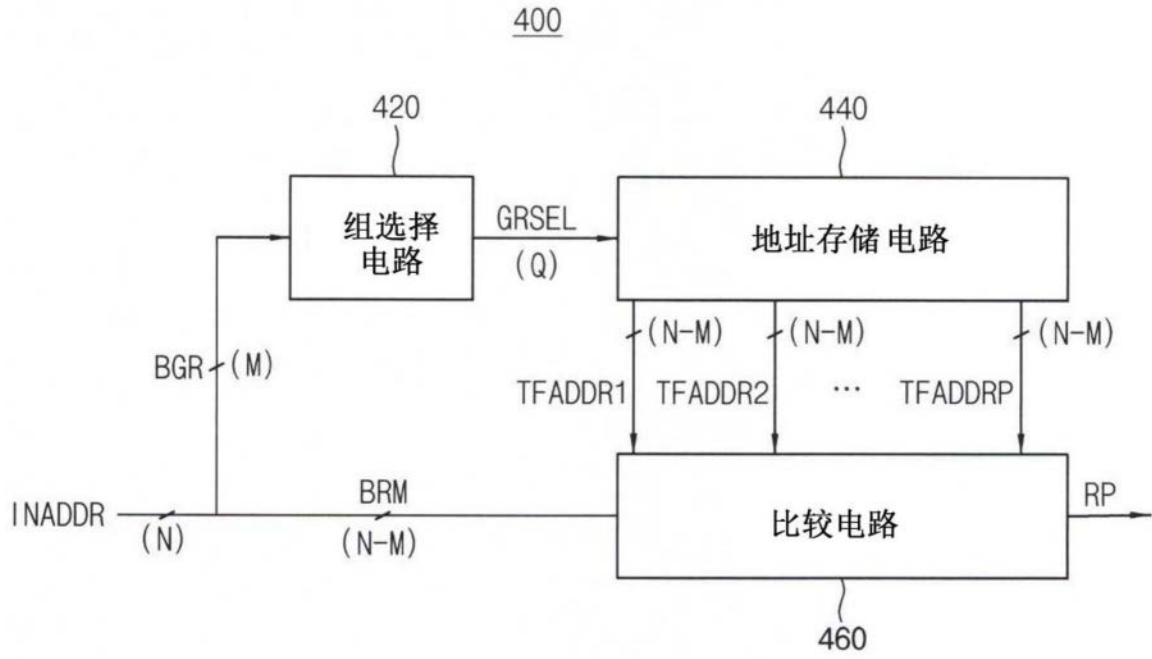 400
420
440
组选择
电路
GRSEL
(Q)
地址存储电路
BGR (M)
(N-M) (N-M) (N-M)
TFADDR1 TFADDR2 ... TFADDRP
INADDR
(N)
BRM
(N-M)
比较电路
RP
460